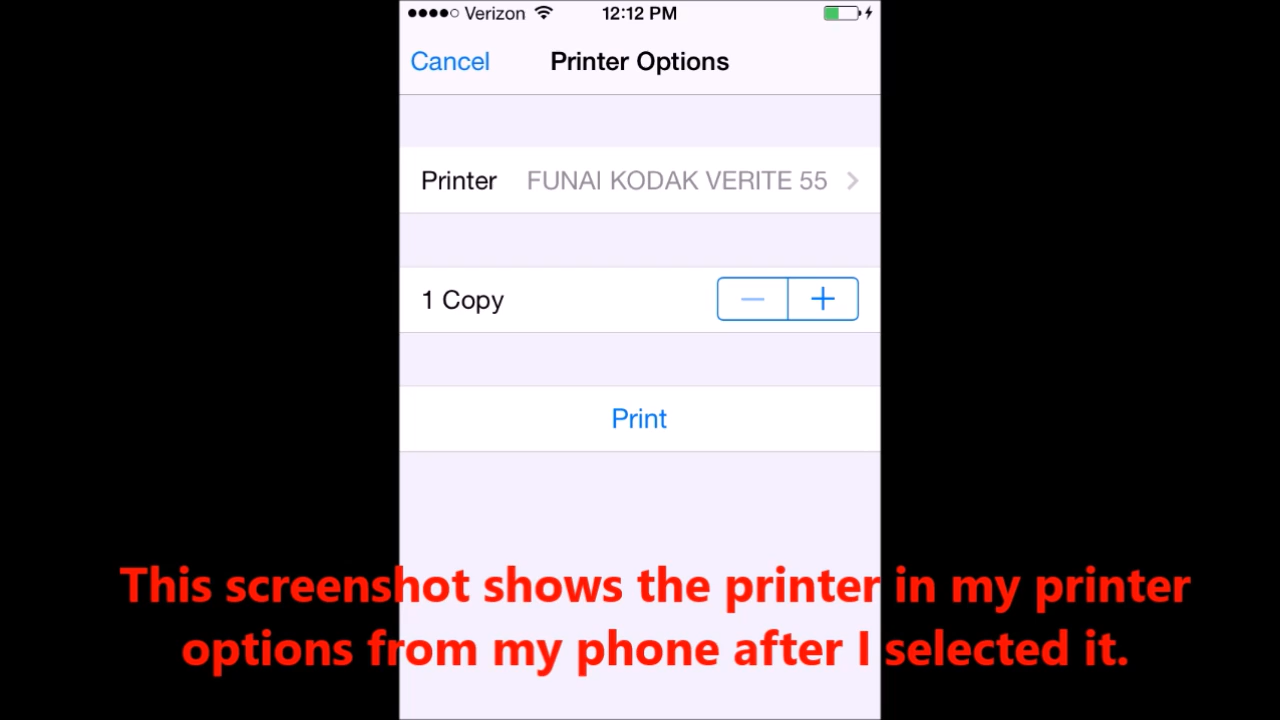 Verizon 12:12 PM
Cancel Printer Options
Printer FUNAI KODAK VERITE 55
1 Copy
Print
This screenshot shows the printer in my printer
options from my phone after I selected it.